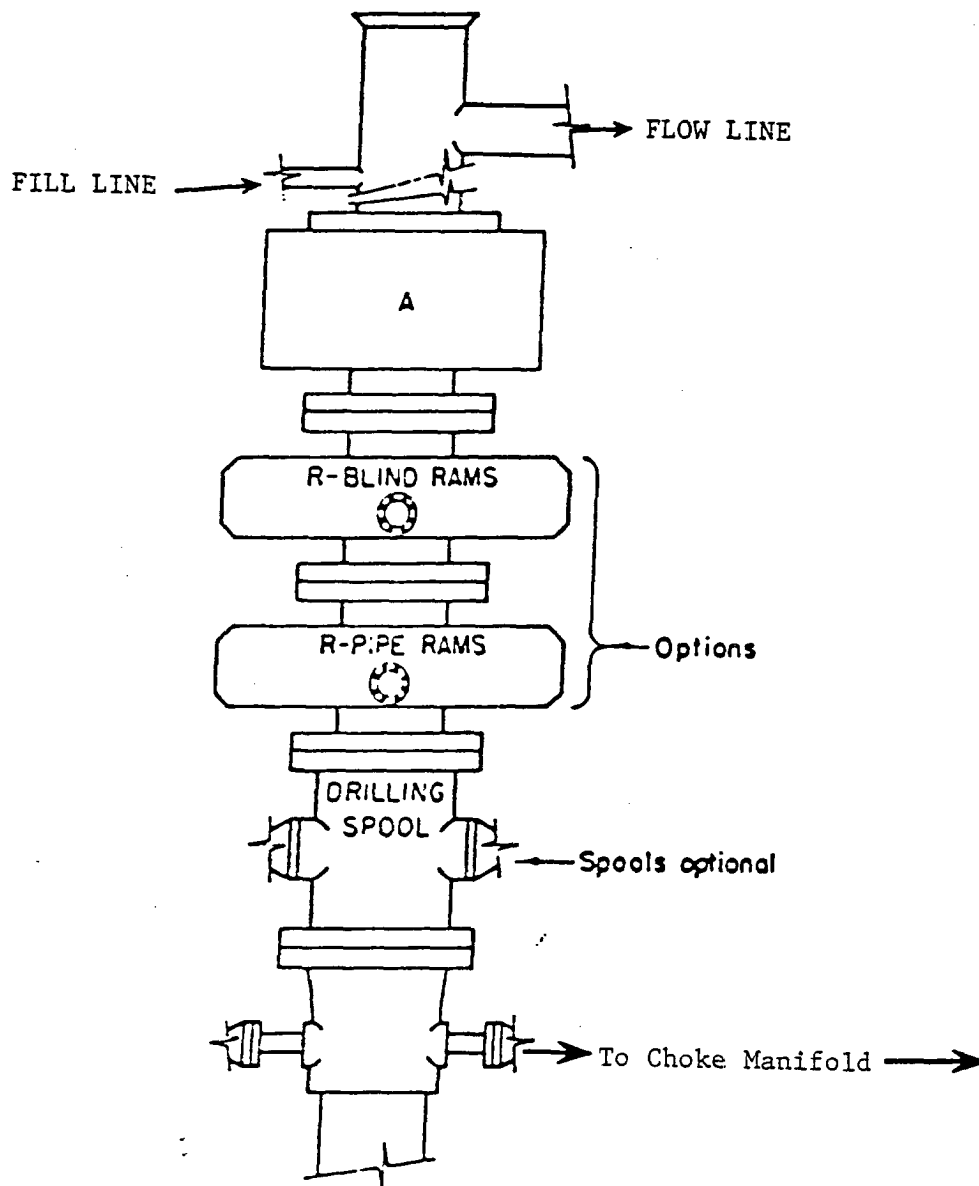 FLOW LINE
FILL LINE
A
R-BLIND RAMS
R-PIPE RAMS
Options
DRILLING
SPOOL
Spools optional
To Choke Manifold